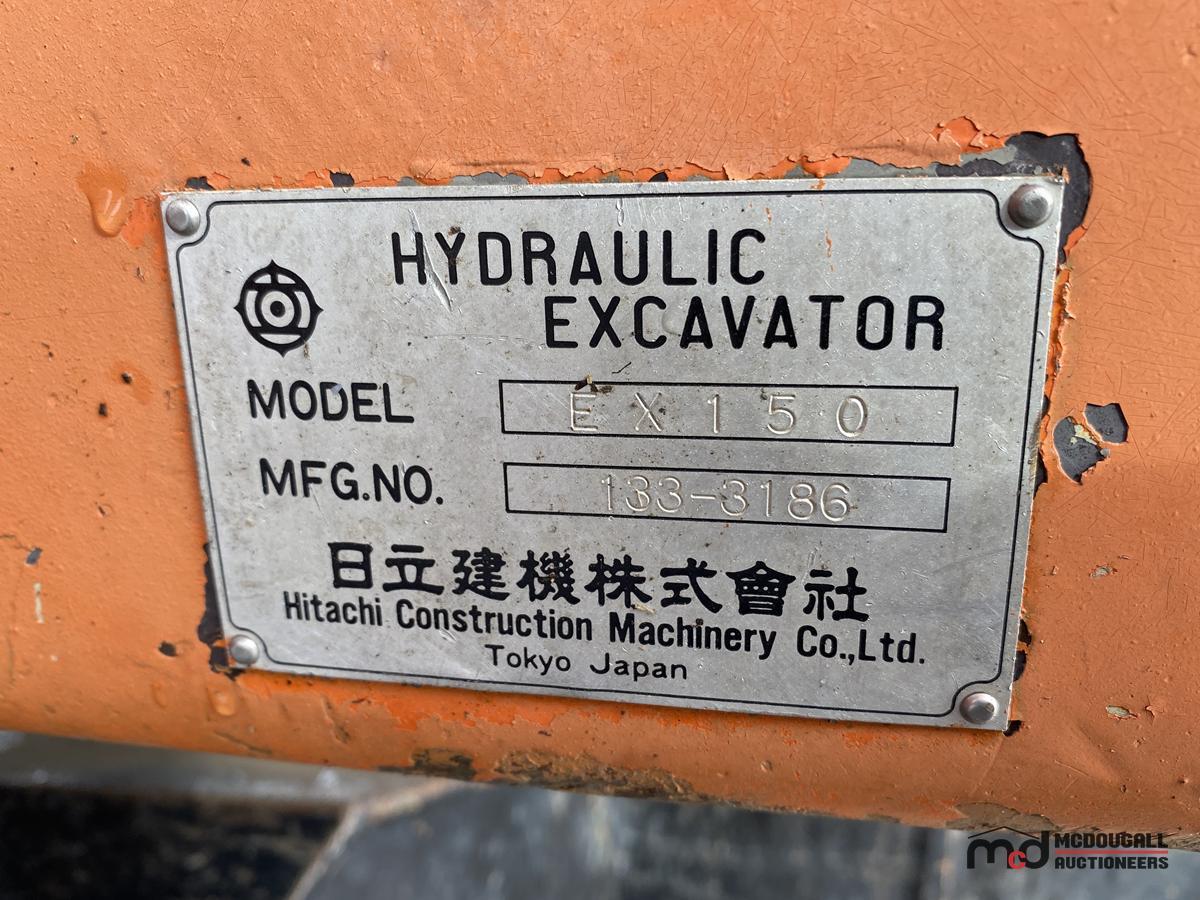 HYDRAULIC
EXCAVATOR
MODEL EX150
MFG.NO. 133-3186
日立建機株式會社
Hitachi Construction Machinery Co.,Ltd.
Tokyo Japan
mcd MCDOUGALL
AUCTIONEERS